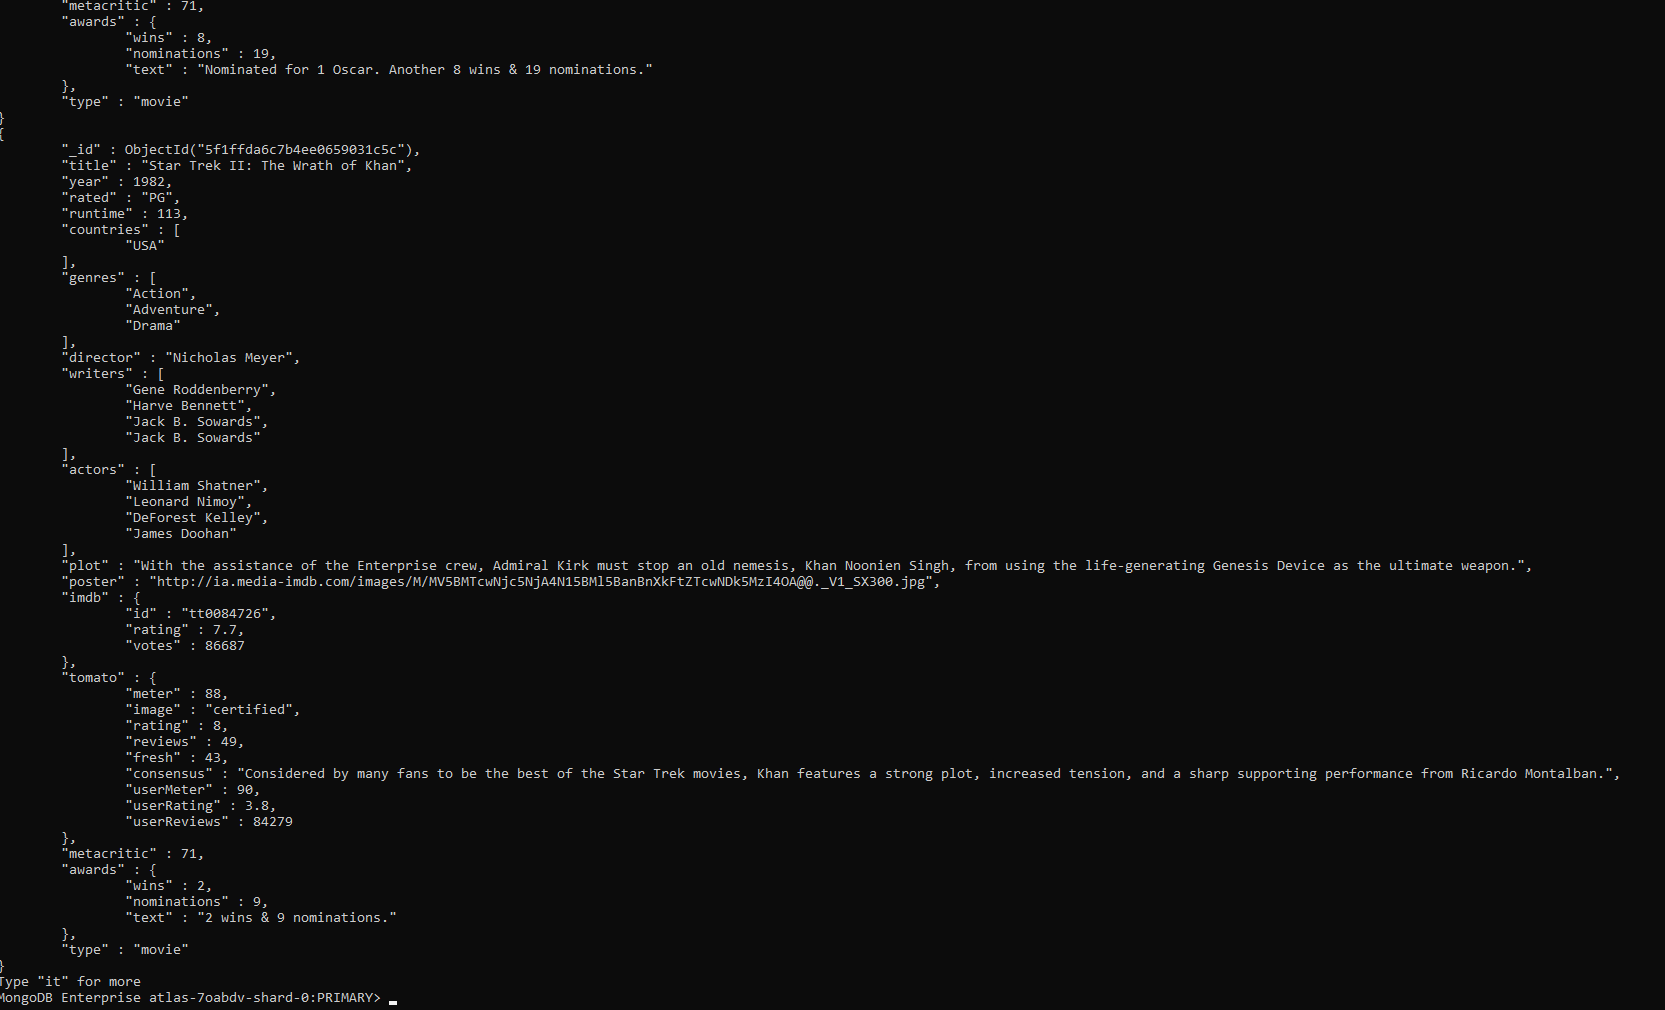 "metacritic" : 71,
"awards" : {
"wins" : 8,
"nominations" : 19,
"text" : "Nominated for 1 Oscar. Another 8 wins & 19 nominations."
},
"type" : "movie"
}
{
"_id" : ObjectId("5f1ffda6c7b4ee0659031c5c"),
"title" : "Star Trek II: The Wrath of Khan",
"year" : 1982,
"rated" : "PG",
"runtime" : 113,
"countries" : [
"USA"
],
"genres" : [
"Action",
"Adventure",
"Drama"
],
"director" : "Nicholas Meyer",
"writers" : [
"Gene Roddenberry",
"Harve Bennett",
"Jack B. Sowards",
"Jack B. Sowards"
],
"actors" : [
"William Shatner",
"Leonard Nimoy",
"DeForest Kelley",
"James Doohan"
],
"plot" : "With the assistance of the Enterprise crew, Admiral Kirk must stop an old nemesis, Khan Noonien Singh, from using the life-generating Genesis Device as the ultimate weapon.",
"poster" : "http://ia.media-imdb.com/images/M/MV5BMTcwNjc5NjA4N15BMl5BanBnXkFtZTcwNDk5MzI4OA@@._V1_SX300.jpg",
"imdb" : {
"id" : "tt0084726",
"rating" : 7.7,
"votes" : 86687
},
"tomato" : {
"meter" : 88,
"image" : "certified",
"rating" : 8,
"reviews" : 49,
"fresh" : 43,
"consensus" : "Considered by many fans to be the best of the Star Trek movies, Khan features a strong plot, increased tension, and a sharp supporting performance from Ricardo Montalban.",
"userMeter" : 90,
"userRating" : 3.8,
"userReviews" : 84279
},
"metacritic" : 71,
"awards" : {
"wins" : 2,
"nominations" : 9,
"text" : "2 wins & 9 nominations."
},
"type" : "movie"
}
Type "it" for more
MongoDB Enterprise atlas-7oabdv-shard-0:PRIMARY> _